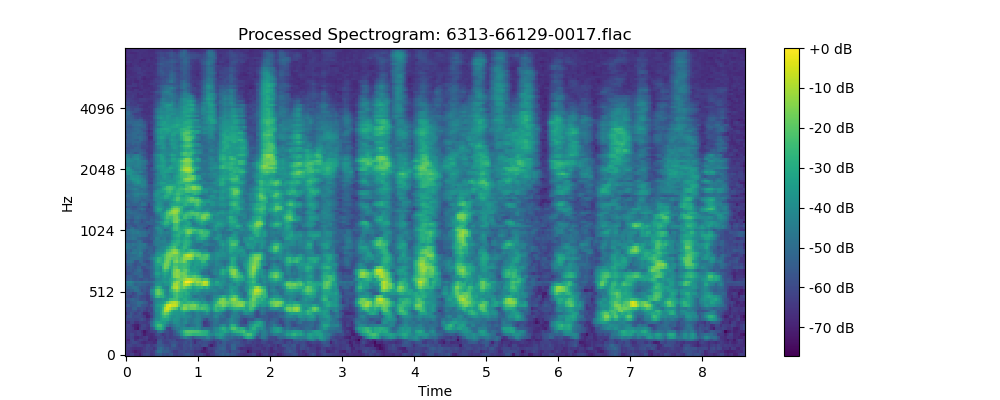 Processed Spectrogram: 6313-66129-0017.flac
Hz
4096
2048
1024
512
0
0 1 2 3 4 5 6 7 8
Time
+0 dB
-10 dB
-20 dB
-30 dB
-40 dB
-50 dB
-60 dB
-70 dB